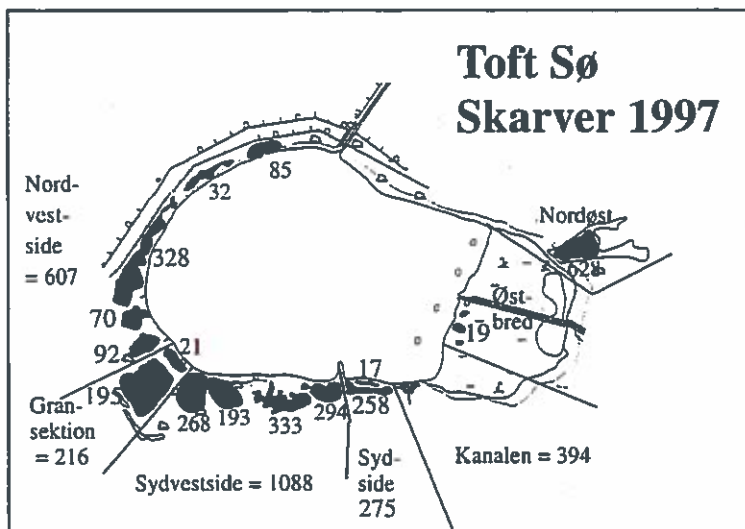 Toft Sø
Skarver 1997
Nord-
vest-
side
= 607
85
32
328
70
92
21
195
Gran-
sektion
= 216
268
193
333
294
17
258
Sydvestside = 1088
Syd-
side
275
Kanalen = 394
Nordøst
628
Øst-
bred
19